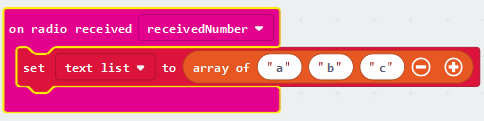 on radio received receivedNumber
set text list to array of "a" "b" "c"